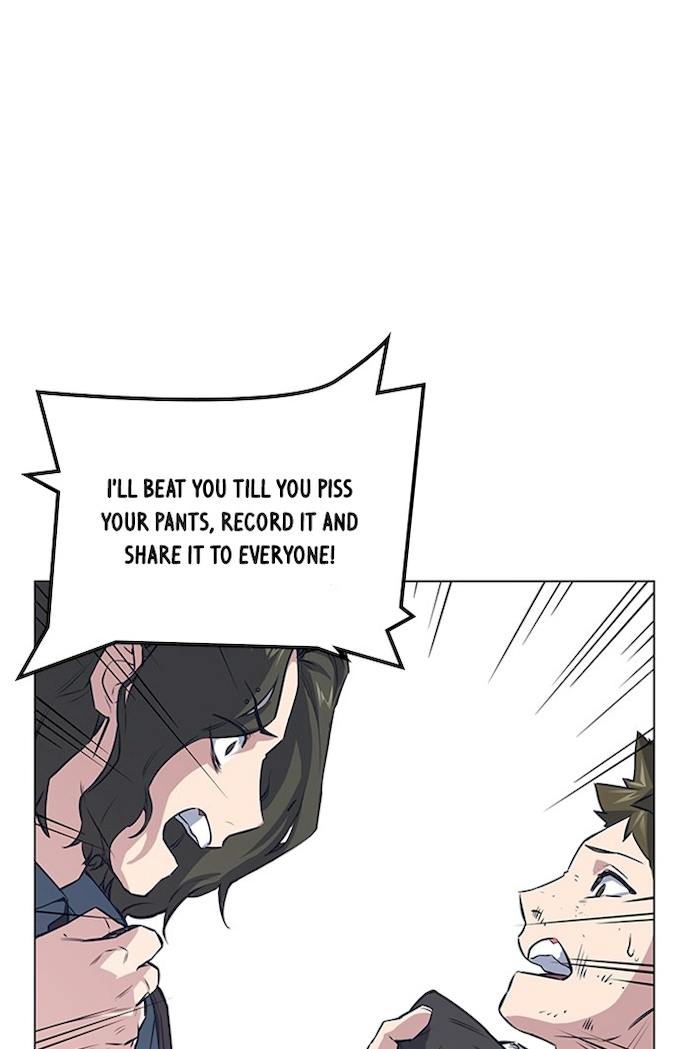 I'LL BEAT YOU TILL YOU PISS
YOUR PANTS, RECORD IT AND
SHARE IT TO EVERYONE!